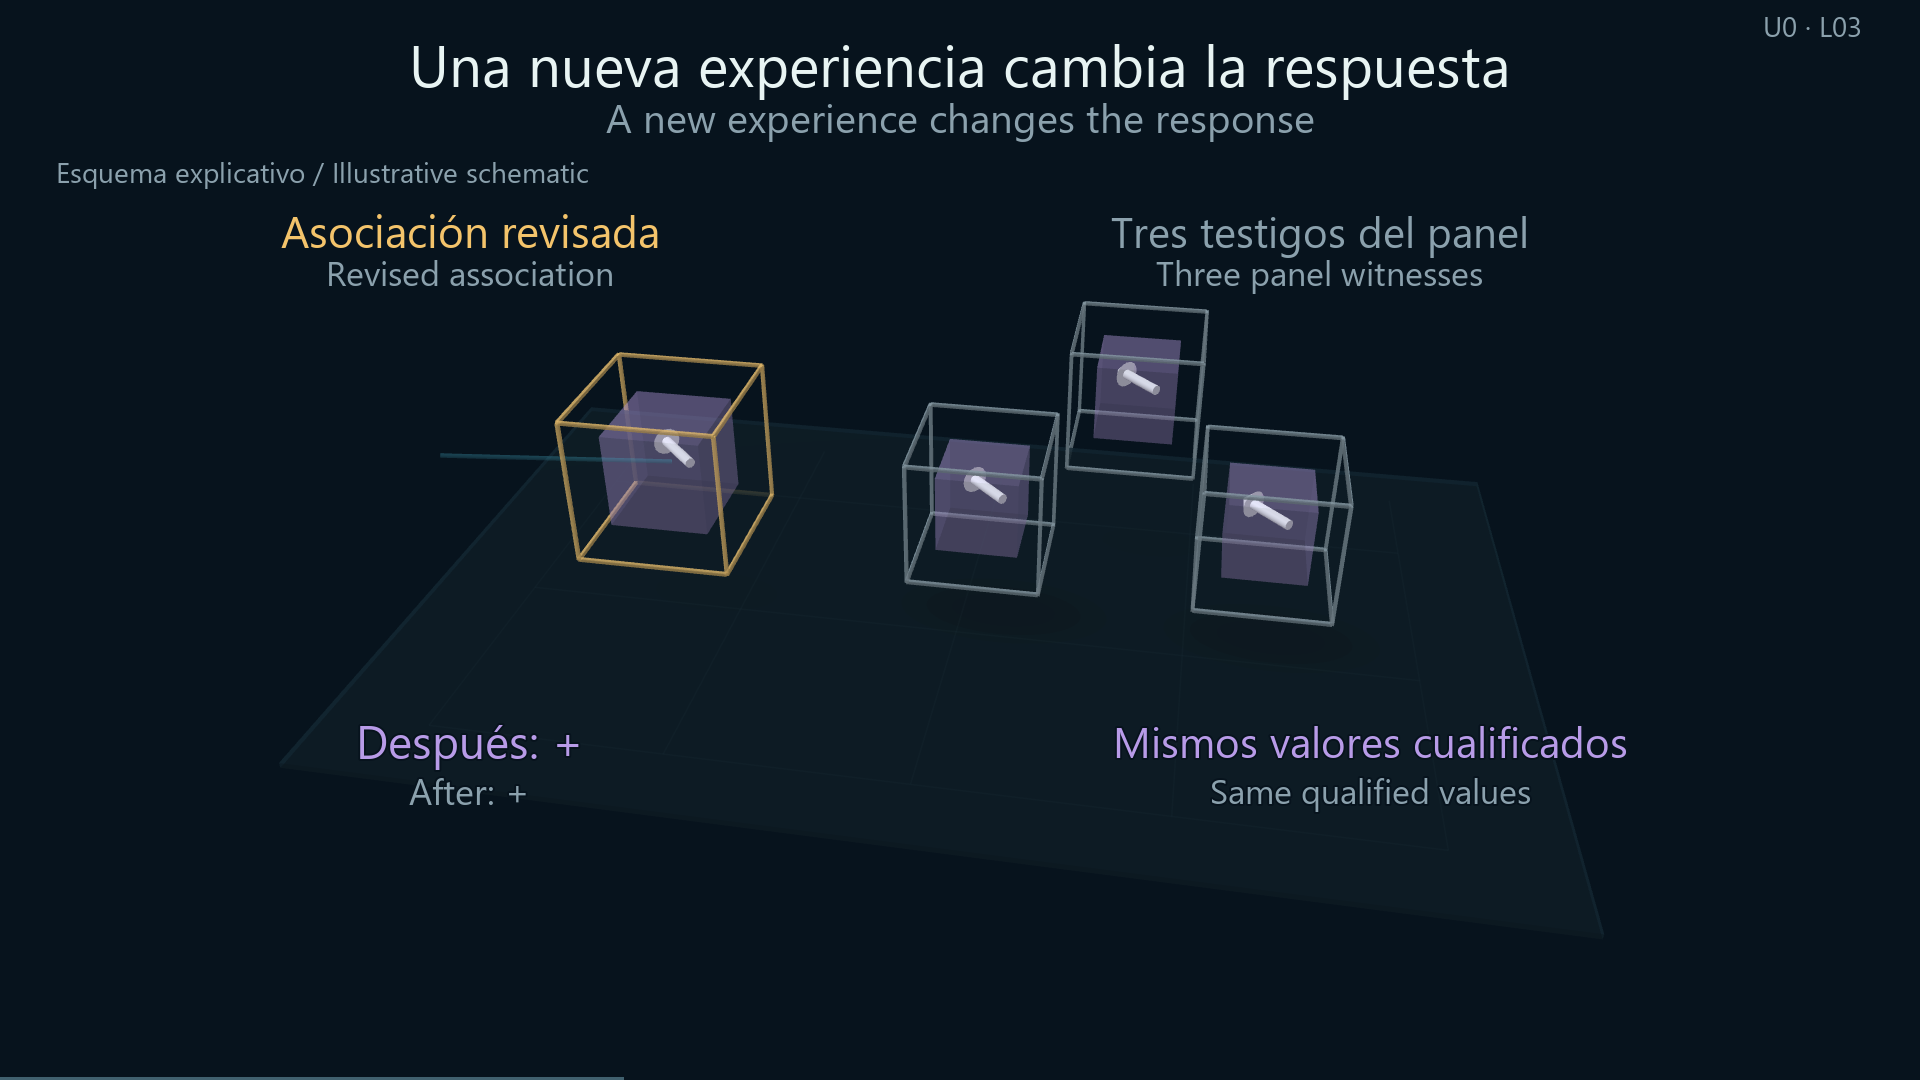 U0 · L03
Una nueva experiencia cambia la respuesta
A new experience changes the response
Esquema explicativo / Illustrative schematic
Asociación revisada
Revised association
Tres testigos del panel
Three panel witnesses
Después: +
After: +
Mismos valores cualificados
Same qualified values